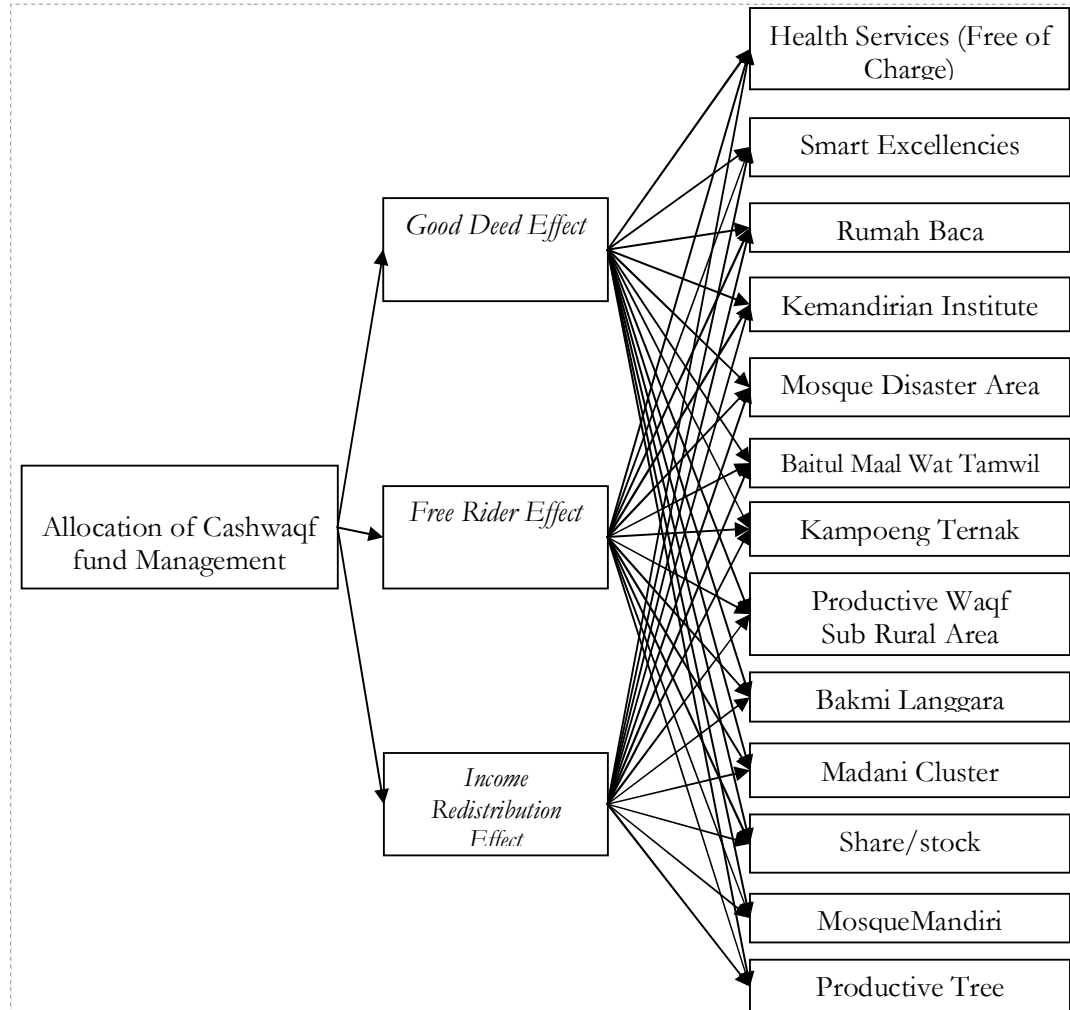 Allocation of Cashwaqf
fund Management
Good Deed Effect
Free Rider Effect
Income
Redistribution
Effect
Health Services (Free of
Charge)
Smart Excellencies
Rumah Baca
Kemandirian Institute
Mosque Disaster Area
Baitul Maal Wat Tamwil
Kampoeng Ternak
Productive Waqf
Sub Rural Area
Bakmi Langgara
Madani Cluster
Share/stock
MosqueMandiri
Productive Tree